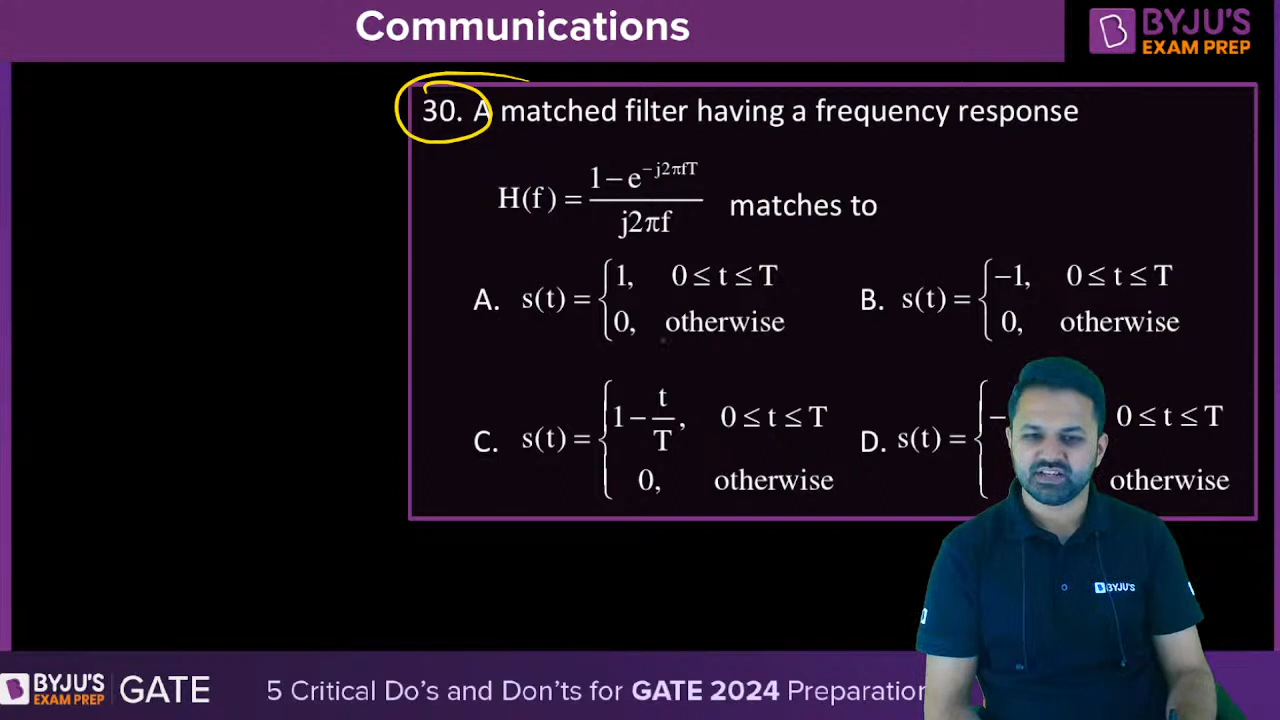 Communications
BYJU'S
EXAM PREP
30. A matched filter having a frequency response
H(f) = (1 − e^(−j2πfT)) / (j2πf) matches to
A. s(t) = { 1, 0 ≤ t ≤ T
0, otherwise
B. s(t) = { −1, 0 ≤ t ≤ T
0, otherwise
C. s(t) = { 1 − t/T, 0 ≤ t ≤ T
0, otherwise
D. s(t) = { − 0 ≤ t ≤ T
otherwise
BYJU'S
BYJU'S
EXAM PREP
GATE
5 Critical Do's and Don'ts for GATE 2024 Preparation